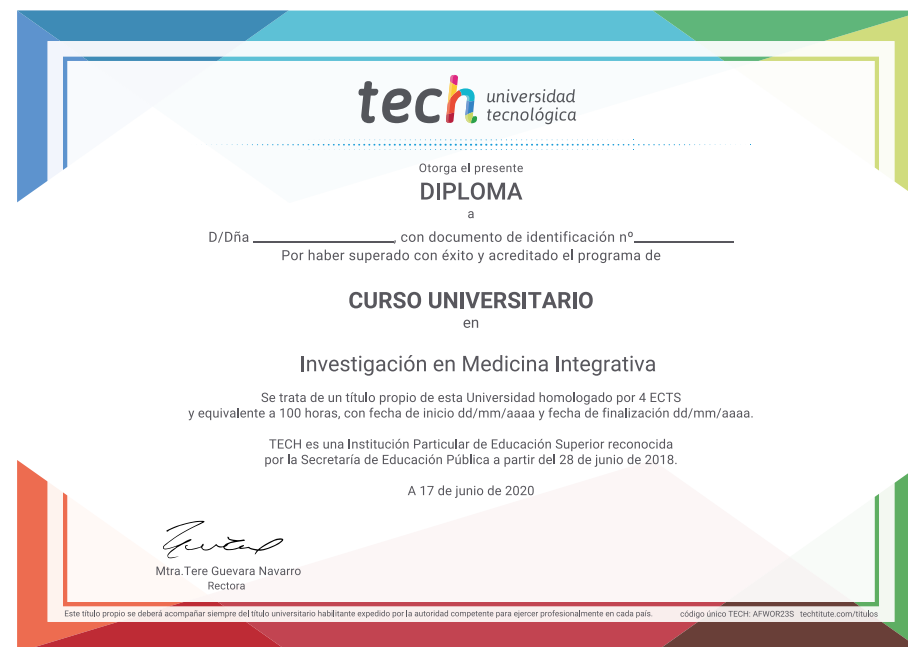 tech universidad
tecnológica
Otorga el presente
DIPLOMA
a
D/Dña ____________________, con documento de identificación nº______________
Por haber superado con éxito y acreditado el programa de
CURSO UNIVERSITARIO
en
Investigación en Medicina Integrativa
Se trata de un título propio de esta Universidad homologado por 4 ECTS
y equivalente a 100 horas, con fecha de inicio dd/mm/aaaa y fecha de finalización dd/mm/aaaa.
TECH es una Institución Particular de Educación Superior reconocida
por la Secretaría de Educación Pública a partir del 28 de junio de 2018.
A 17 de junio de 2020
Mtra.Tere Guevara Navarro
Rectora
Este título propio se deberá acompañar siempre del título universitario habilitante expedido por la autoridad competente para ejercer profesionalmente en cada país. código único TECH: AFWOR23S techtitute.com/titulos